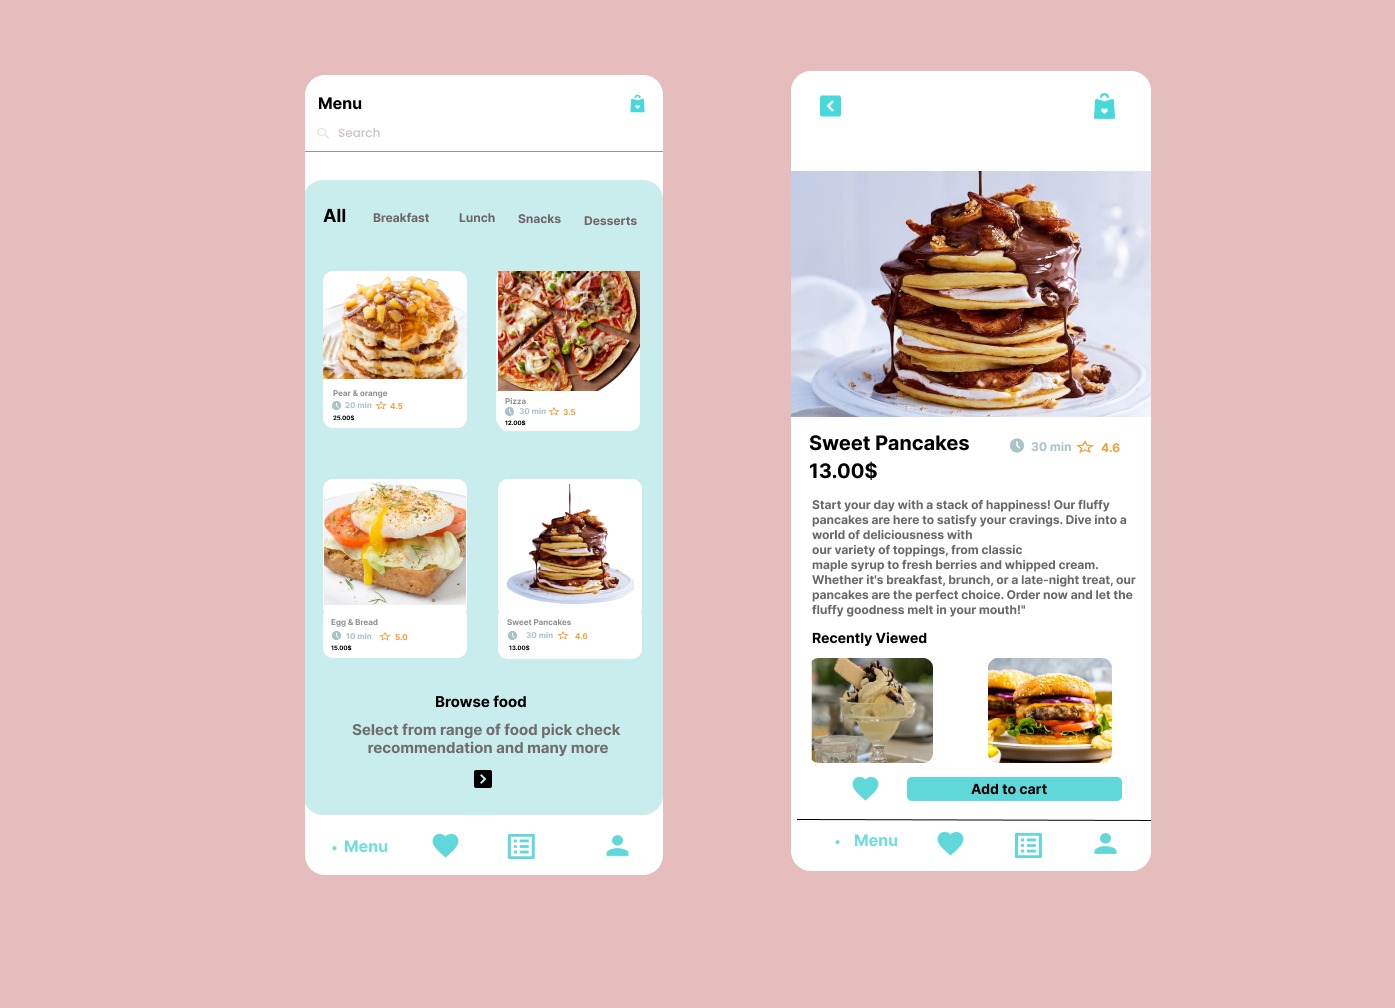 Menu
Search
All Breakfast Lunch Snacks Desserts
Pear & orange
20 min 4.5
25.00$
Pizza
30 min 3.5
12.00$
Egg & Bread
10 min 5.0
15.00$
Sweet Pancakes
30 min 4.6
13.00$
Browse food
Select from range of food pick check
recommendation and many more
• Menu
Sweet Pancakes
30 min 4.6
13.00$
Start your day with a stack of happiness! Our fluffy
pancakes are here to satisfy your cravings. Dive into a
world of deliciousness with
our variety of toppings, from classic
maple syrup to fresh berries and whipped cream.
Whether it's breakfast, brunch, or a late-night treat, our
pancakes are the perfect choice. Order now and let the
fluffy goodness melt in your mouth!"
Recently Viewed
Add to cart
• Menu